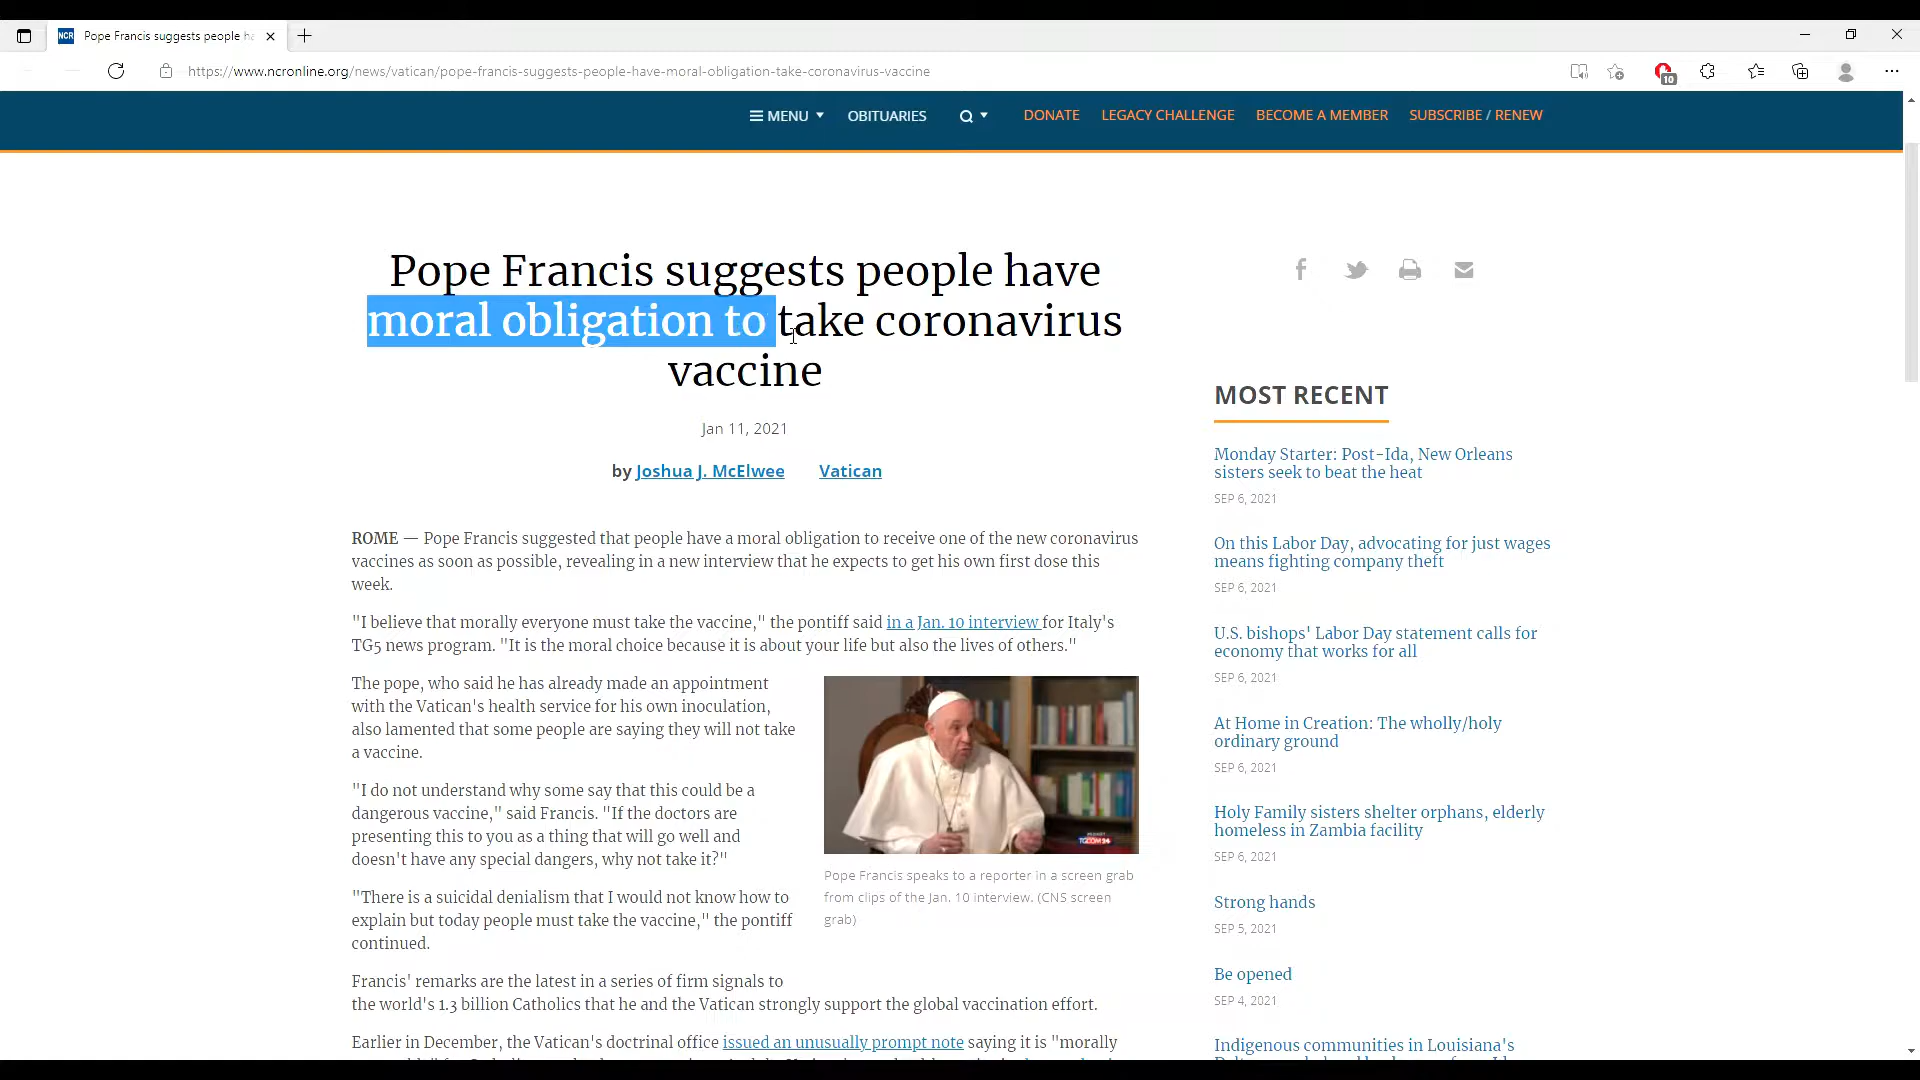 NCR Pope Francis suggests people ha
https://www.ncronline.org/news/vatican/pope-francis-suggests-people-have-moral-obligation-take-coronavirus-vaccine
10
MENU OBITUARIES DONATE LEGACY CHALLENGE BECOME A MEMBER SUBSCRIBE / RENEW
Pope Francis suggests people have
moral obligation to take coronavirus
vaccine
Jan 11, 2021
by Joshua J. McElwee Vatican
ROME — Pope Francis suggested that people have a moral obligation to receive one of the new coronavirus
vaccines as soon as possible, revealing in a new interview that he expects to get his own first dose this
week.
"I believe that morally everyone must take the vaccine," the pontiff said in a Jan. 10 interview for Italy's
TG5 news program. "It is the moral choice because it is about your life but also the lives of others."
The pope, who said he has already made an appointment
with the Vatican's health service for his own inoculation,
also lamented that some people are saying they will not take
a vaccine.
"I do not understand why some say that this could be a
dangerous vaccine," said Francis. "If the doctors are
presenting this to you as a thing that will go well and
doesn't have any special dangers, why not take it?"
"There is a suicidal denialism that I would not know how to
explain but today people must take the vaccine," the pontiff
continued.
Francis' remarks are the latest in a series of firm signals to
the world's 1.3 billion Catholics that he and the Vatican strongly support the global vaccination effort.
Earlier in December, the Vatican's doctrinal office issued an unusually prompt note saying it is "morally
TGCOM24
Pope Francis speaks to a reporter in a screen grab
from clips of the Jan. 10 interview. (CNS screen
grab)
MOST RECENT
Monday Starter: Post-Ida, New Orleans
sisters seek to beat the heat
SEP 6, 2021
On this Labor Day, advocating for just wages
means fighting company theft
SEP 6, 2021
U.S. bishops' Labor Day statement calls for
economy that works for all
SEP 6, 2021
At Home in Creation: The wholly/holy
ordinary ground
SEP 6, 2021
Holy Family sisters shelter orphans, elderly
homeless in Zambia facility
SEP 6, 2021
Strong hands
SEP 5, 2021
Be opened
SEP 4, 2021
Indigenous communities in Louisiana's